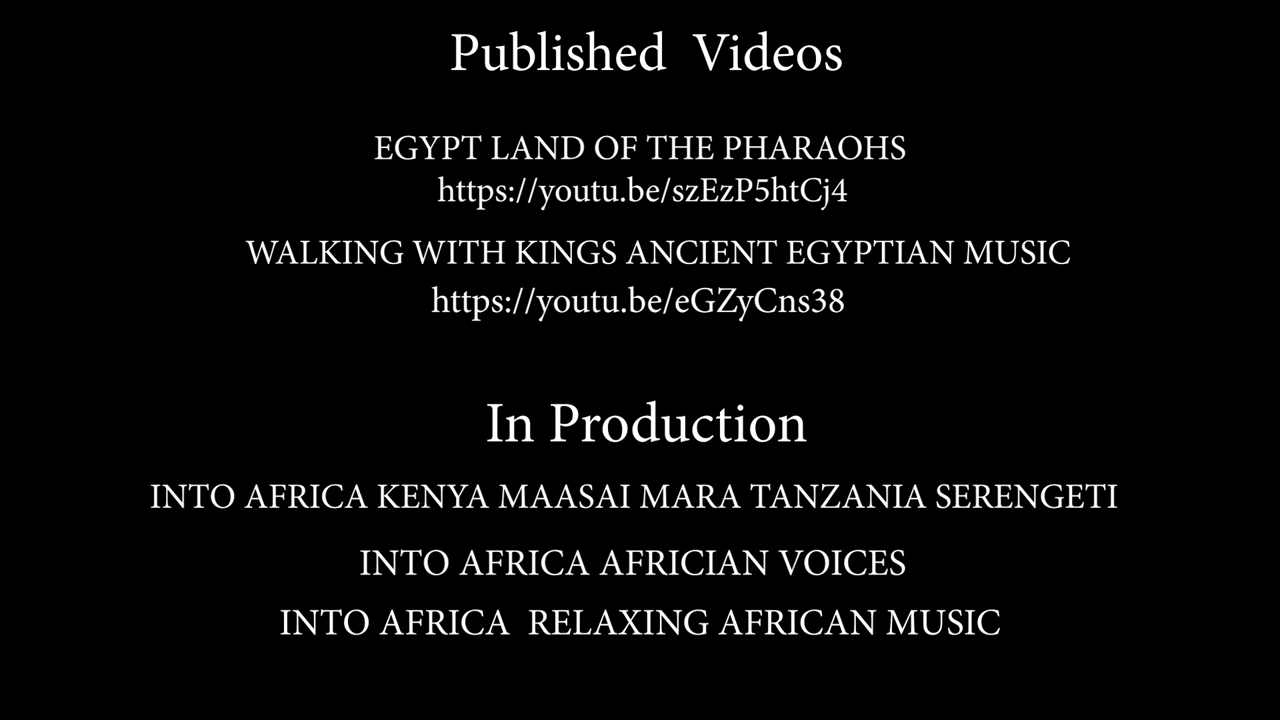 Published Videos
EGYPT LAND OF THE PHARAOHS
https://youtu.be/szEzP5htCj4
WALKING WITH KINGS ANCIENT EGYPTIAN MUSIC
https://youtu.be/eGZyCns38
In Production
INTO AFRICA KENYA MAASAI MARA TANZANIA SERENGETI
INTO AFRICA AFRICIAN VOICES
INTO AFRICA RELAXING AFRICAN MUSIC